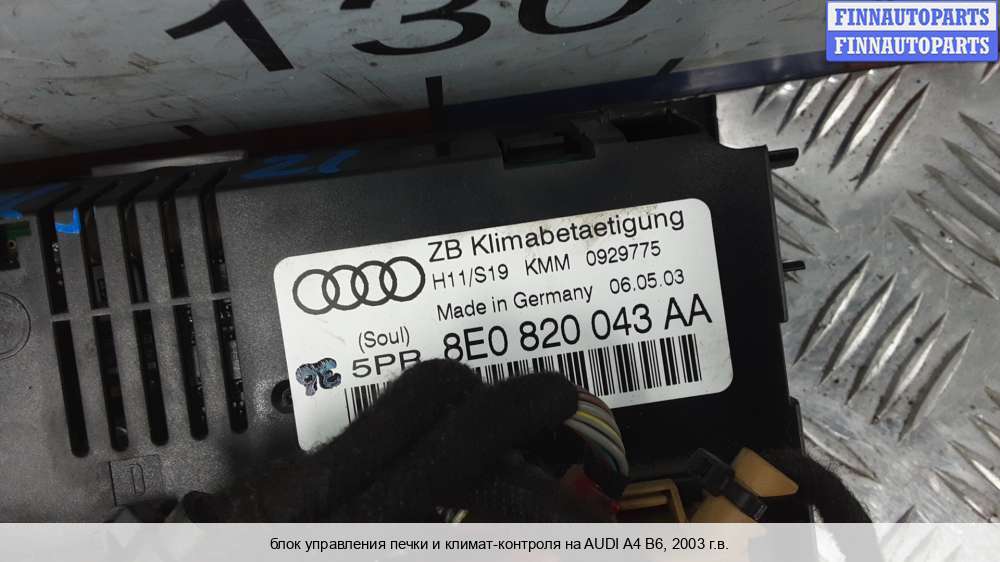 130
FINNAUTOPARTS
FINNAUTOPARTS
21
ZB Klimabetaetigung
H11/S19 KMM 0929775
Made in Germany 06.05.03
(Soul)
5PR 8E0 820 043 AA
D
блок управления печки и климат-контроля на AUDI A4 B6, 2003 г.в.